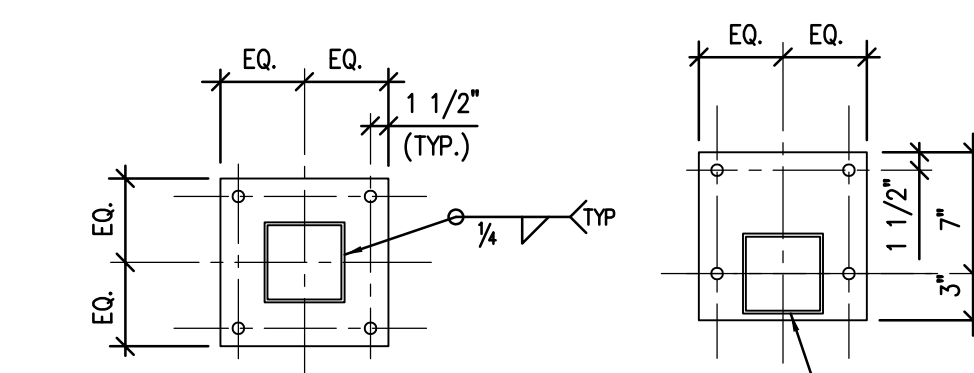 EQ. EQ.
1 1/2"
(TYP.)
EQ.
EQ.
1/4
TYP
EQ. EQ.
1 1/2"
7"
3"